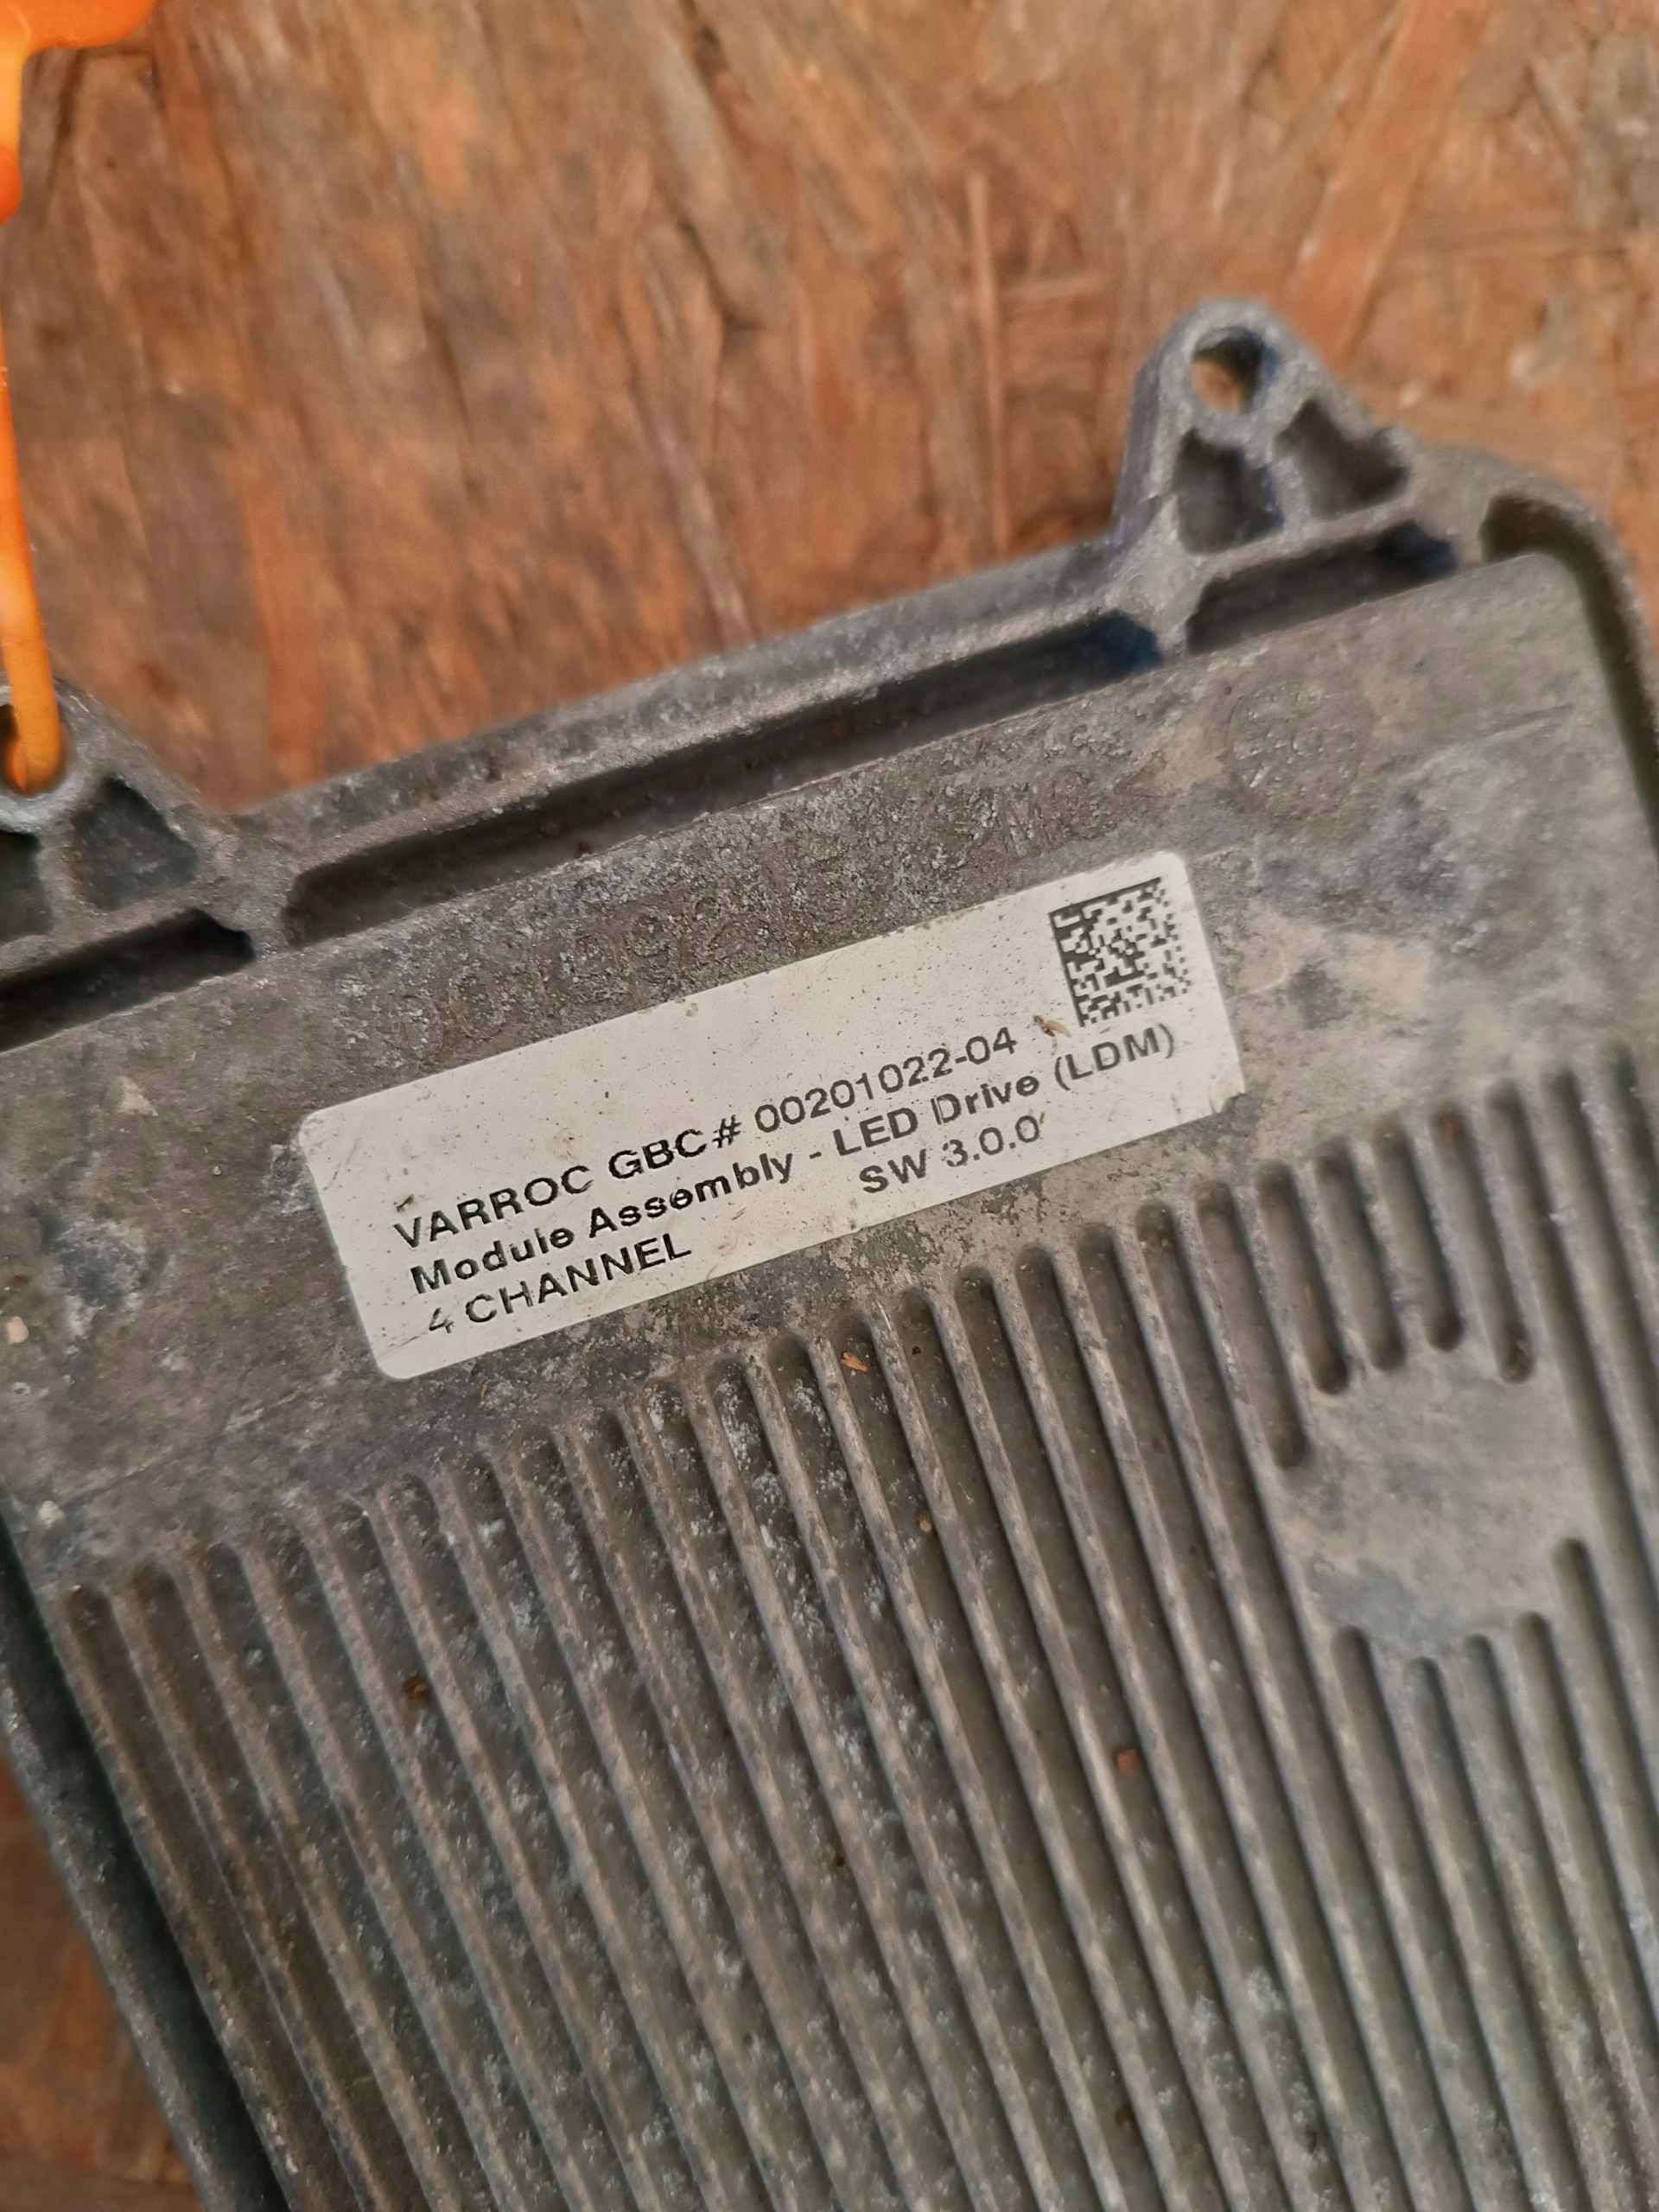 VARROC GBC# 00201022-04
Module Assembly - LED Drive (LDM)
4 CHANNEL SW 3.0.0